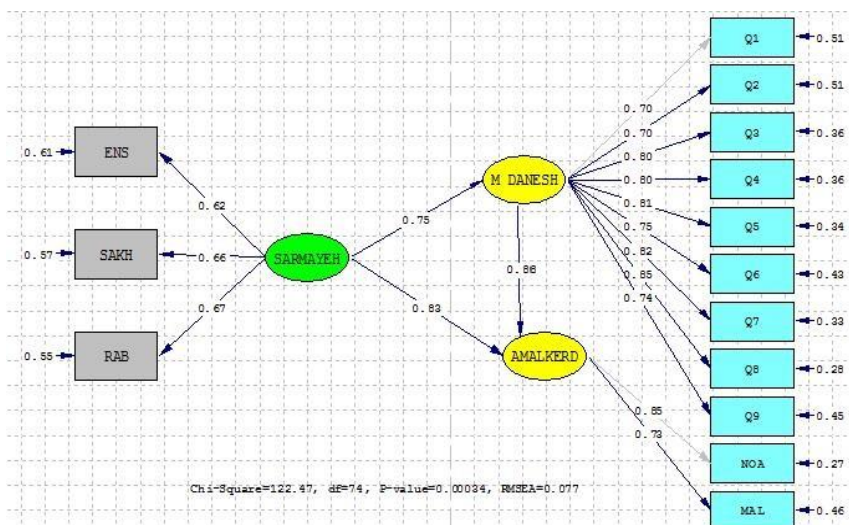 Q1
0.51
Q2
0.51
0.70
0.70
Q3
0.36
0.61
ENS
0.80
M DANESH
Q4
0.36
0.80
0.62
0.81
0.75
Q5
0.34
0.75
0.57
SAKH
0.66
SARMAYEH
0.82
Q6
0.43
0.86
0.85
0.74
0.67
0.83
Q7
0.33
0.55
RAB
AMALKERD
Q8
0.28
0.85
Q9
0.45
0.73
NOA
0.27
Chi-Square=122.47, df=74, P-value=0.00034, RMSEA=0.077
MAL
0.46